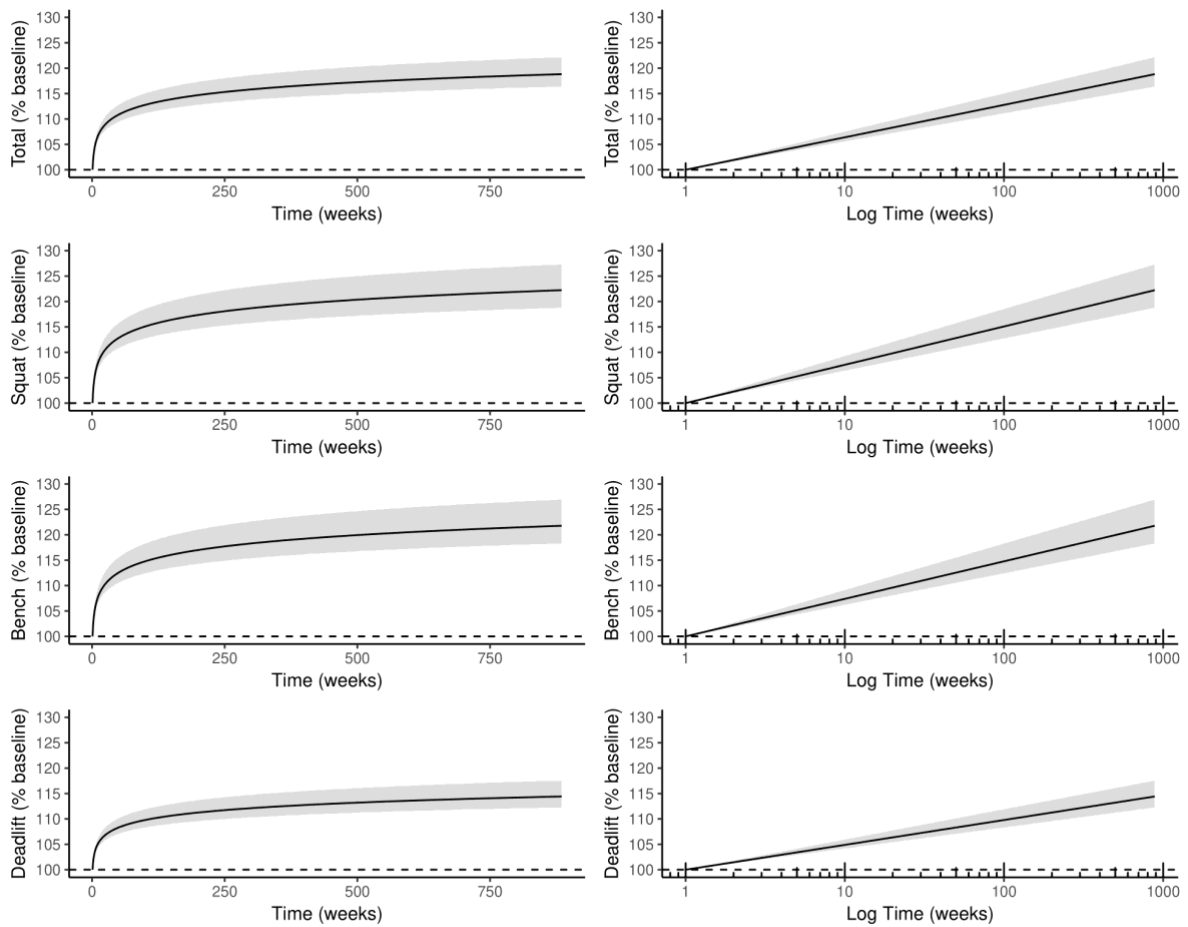 Total (% baseline)
130
125
120
115
110
105
100
0 250 500 750
Time (weeks)
Total (% baseline)
130
125
120
115
110
105
100
1 10 100 1000
Log Time (weeks)
Squat (% baseline)
130
125
120
115
110
105
100
0 250 500 750
Time (weeks)
Squat (% baseline)
130
125
120
115
110
105
100
1 10 100 1000
Log Time (weeks)
Bench (% baseline)
130
125
120
115
110
105
100
0 250 500 750
Time (weeks)
Bench (% baseline)
130
125
120
115
110
105
100
1 10 100 1000
Log Time (weeks)
Deadlift (% baseline)
130
125
120
115
110
105
100
0 250 500 750
Time (weeks)
Deadlift (% baseline)
130
125
120
115
110
105
100
1 10 100 1000
Log Time (weeks)